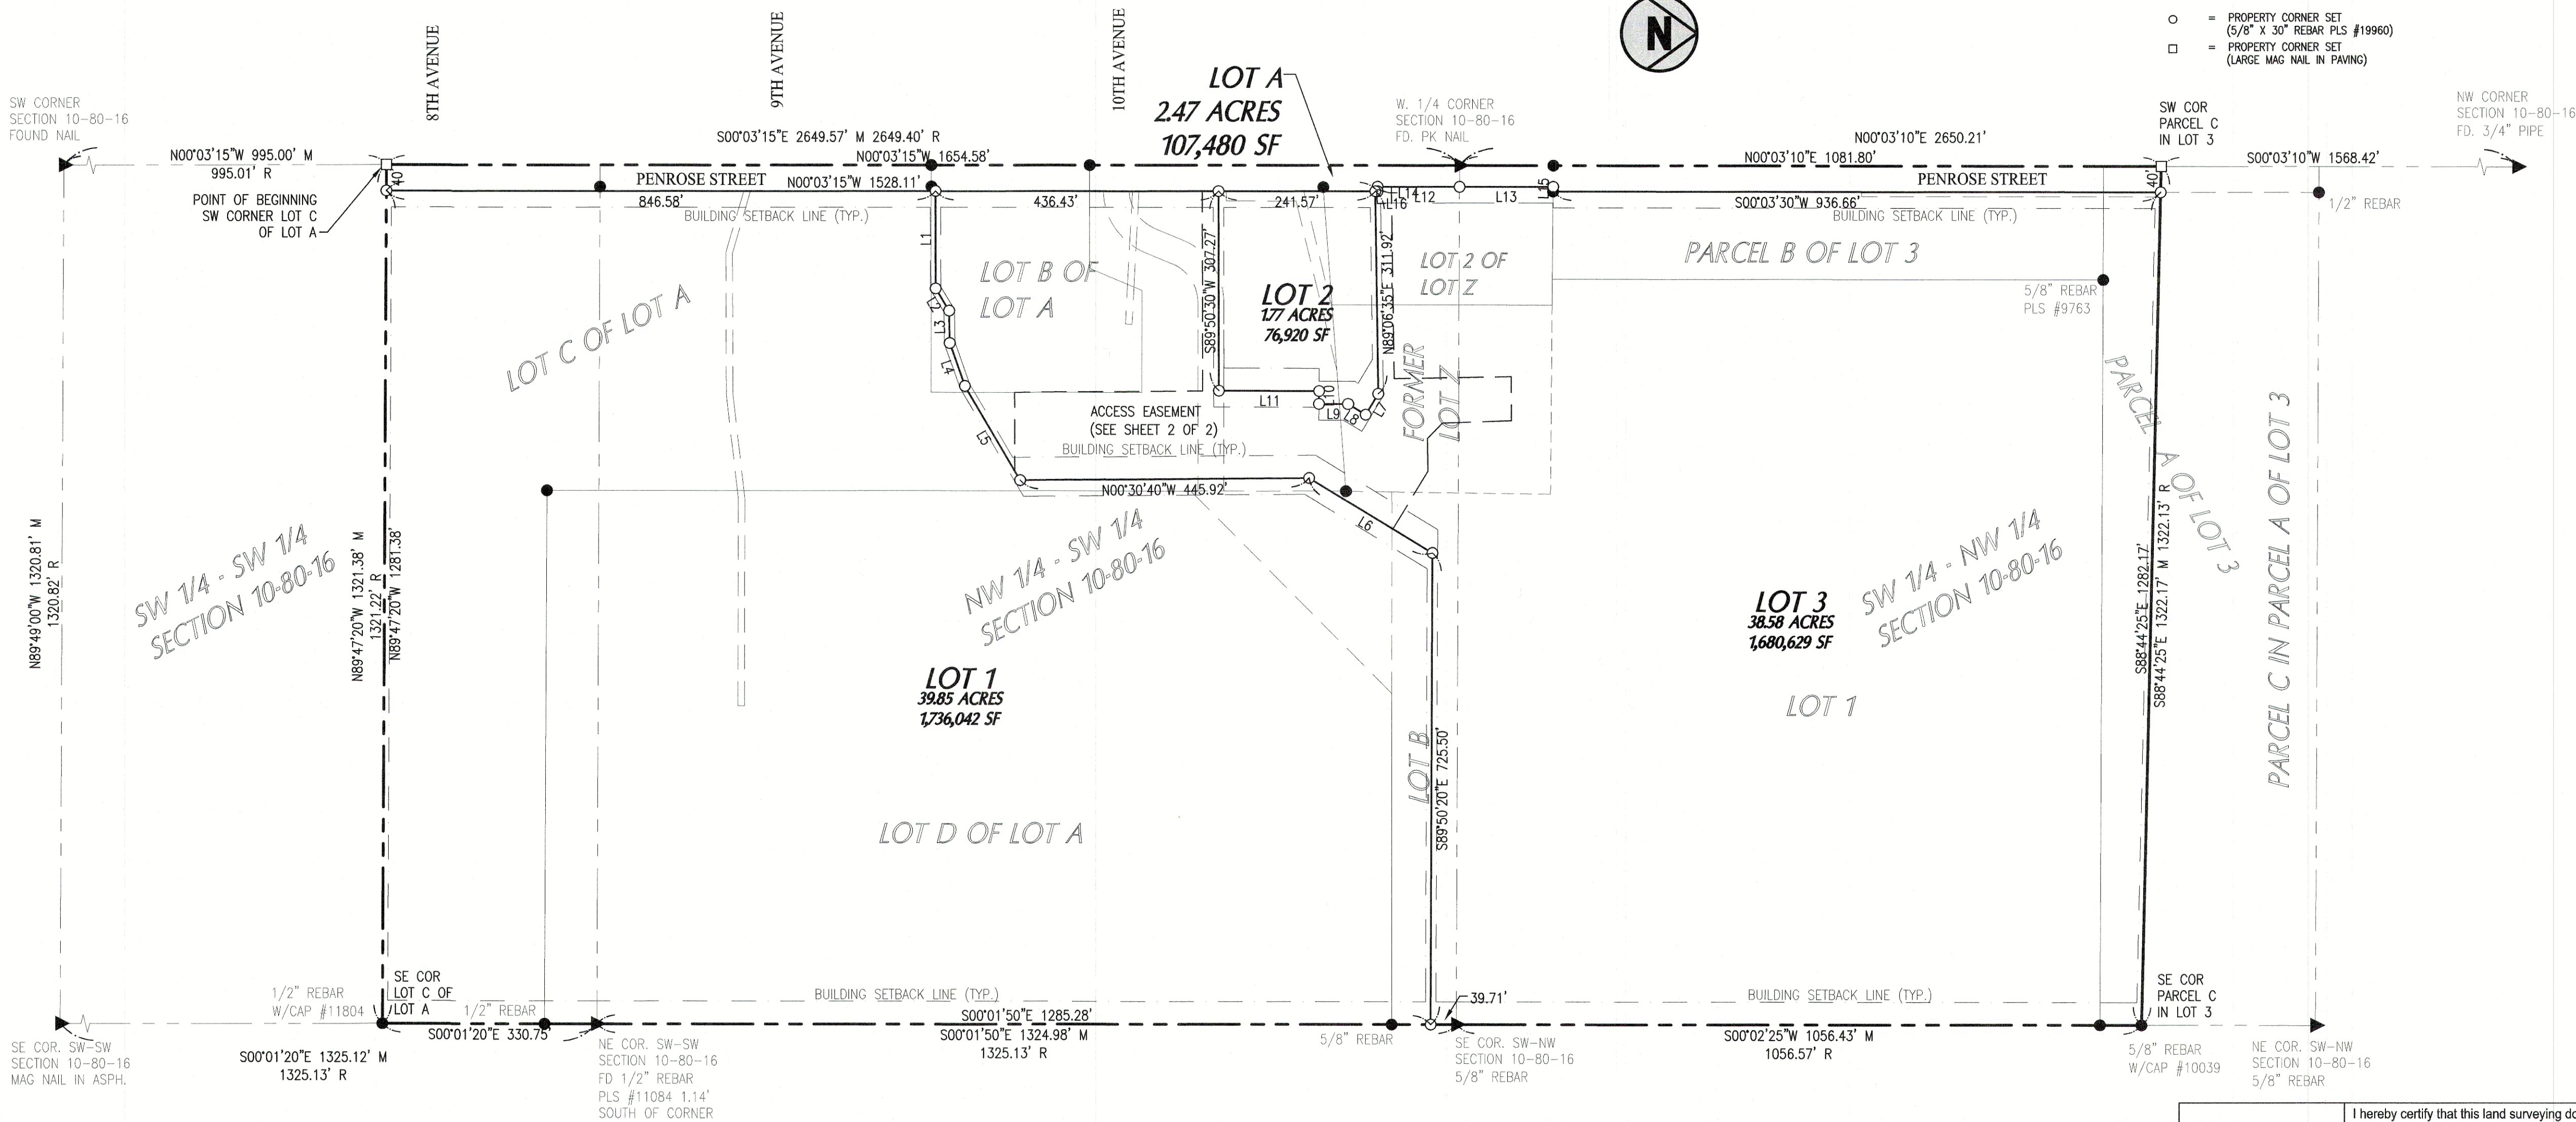 8TH AVENUE
9TH AVENUE
10TH AVENUE
N
○ = PROPERTY CORNER SET
(5/8" X 30" REBAR PLS #19960)
□ = PROPERTY CORNER SET
(LARGE MAG NAIL IN PAVING)
LOT A
2.47 ACRES
107,480 SF
SW CORNER
SECTION 10-80-16
FOUND NAIL
W. 1/4 CORNER
SECTION 10-80-16
FD. PK NAIL
SW COR
PARCEL C
IN LOT 3
NW CORNER
SECTION 10-80-16
FD. 3/4" PIPE
N00°03'15"W 995.00' M
995.01' R
S00°03'15"E 2649.57' M 2649.40' R
N00°03'15"W 1654.58'
N00°03'10"E 2650.21'
N00°03'10"E 1081.80'
S00°03'10"W 1568.42'
40'
PENROSE STREET
N00°03'15"W 1528.11'
PENROSE STREET
40'
POINT OF BEGINNING
SW CORNER LOT C
OF LOT A
846.58'
436.43'
241.57'
L14
L16
L12
L13
L15
S00°03'30"W 936.66'
1/2" REBAR
BUILDING SETBACK LINE (TYP.)
BUILDING SETBACK LINE (TYP.)
L1
L2
L3
L4
L5
LOT B OF
LOT A
S89°50'30"W 307.27'
LOT 2
1.77 ACRES
76,920 SF
N89°06'35"E 311.92'
LOT 2 OF
LOT Z
PARCEL B OF LOT 3
5/8" REBAR
PLS #9763
LOT C OF LOT A
FORMER
LOT Z
L11
L10
L9
L8
L7
ACCESS EASEMENT
(SEE SHEET 2 OF 2)
BUILDING SETBACK LINE (TYP.)
PARCEL A OF LOT 3
PARCEL C IN PARCEL A OF LOT 3
N00°30'40"W 445.92'
L6
N89°49'00"W 1320.81' M
1320.82' R
SW 1/4 - SW 1/4
SECTION 10-80-16
N89°47'20"W 1321.38' M
1321.22' R
N89°47'20"W 1281.38'
NW 1/4 - SW 1/4
SECTION 10-80-16
SW 1/4 - NW 1/4
SECTION 10-80-16
LOT 3
38.58 ACRES
1,680,629 SF
S88°44'25"E 1282.17'
S88°44'25"E 1322.17' M 1322.13' R
LOT 1
39.85 ACRES
1,736,042 SF
LOT 1
LOT B
S89°50'20"E 725.50'
LOT D OF LOT A
SE COR
LOT C OF
LOT A
1/2" REBAR
W/CAP #11804
1/2" REBAR
BUILDING SETBACK LINE (TYP.)
39.71'
BUILDING SETBACK LINE (TYP.)
SE COR
PARCEL C
IN LOT 3
SE COR. SW-SW
SECTION 10-80-16
MAG NAIL IN ASPH.
S00°01'20"E 1325.12' M
1325.13' R
S00°01'20"E 330.75'
NE COR. SW-SW
SECTION 10-80-16
FD 1/2" REBAR
PLS #11084 1.14'
SOUTH OF CORNER
S00°01'50"E 1285.28'
S00°01'50"E 1324.98' M
1325.13' R
5/8" REBAR
SE COR. SW-NW
SECTION 10-80-16
5/8" REBAR
S00°02'25"W 1056.43' M
1056.57' R
5/8" REBAR
W/CAP #10039
NE COR. SW-NW
SECTION 10-80-16
5/8" REBAR
I hereby certify that this land surveying do